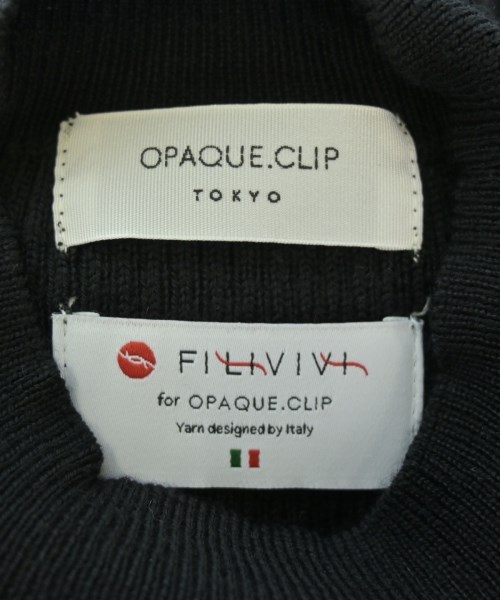 OPAQUE.CLIP
TOKYO
FILIVIVI
for OPAQUE.CLIP
Yarn designed by Italy